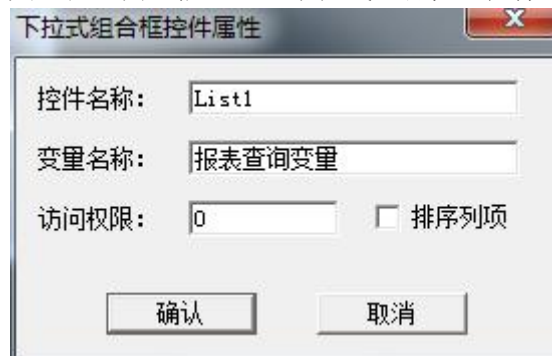 下拉式组合框控件属性
控件名称： List1
变量名称： 报表查询变量
访问权限： 0 排序列项
确认 取消